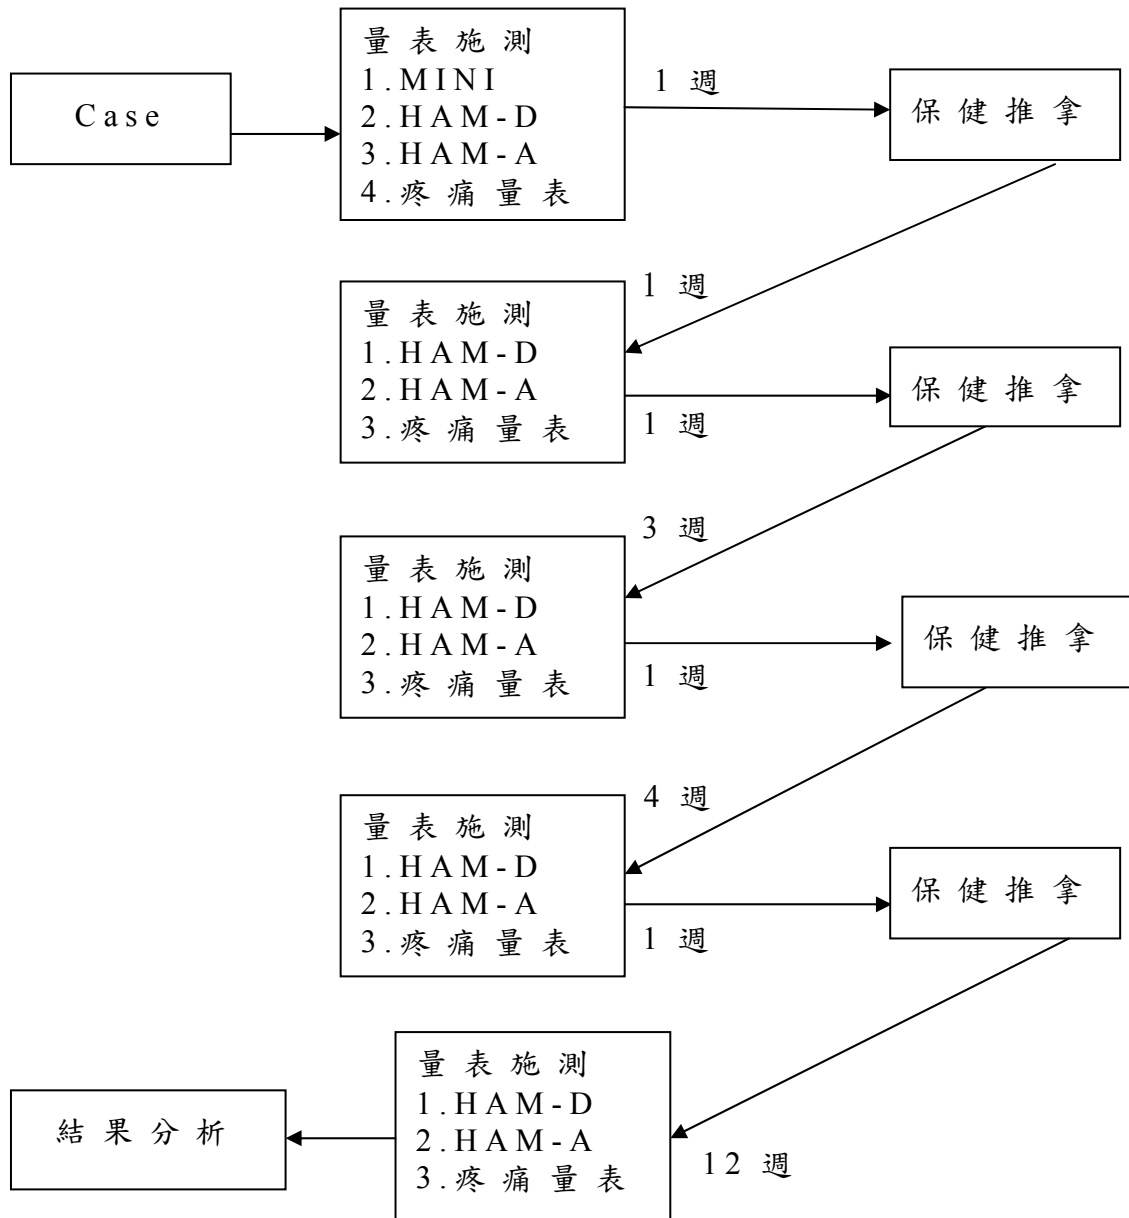 Case
量表施測
1.MINI
2.HAM-D
3.HAM-A
4.疼痛量表
1 週
保健推拿
1 週
量表施測
1.HAM-D
2.HAM-A
3.疼痛量表
1 週
保健推拿
3 週
量表施測
1.HAM-D
2.HAM-A
3.疼痛量表
1 週
保健推拿
4 週
量表施測
1.HAM-D
2.HAM-A
3.疼痛量表
1 週
保健推拿
12 週
量表施測
1.HAM-D
2.HAM-A
3.疼痛量表
結果分析